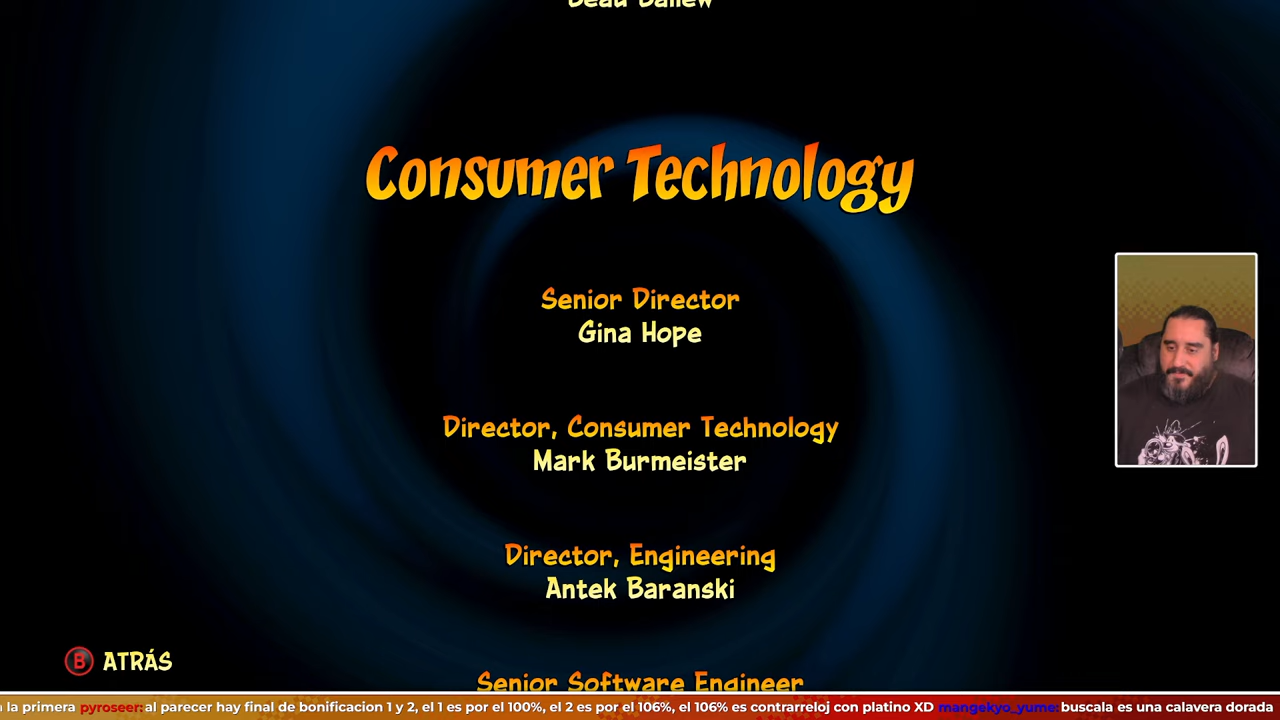 Beau Ballew
Consumer Technology
Senior Director
Gina Hope
Director, Consumer Technology
Mark Burmeister
Director, Engineering
Antek Baranski
B ATRÁS
Senior Software Engineer
la primera pyroseer: al parecer hay final de bonificacion 1 y 2, el 1 es por el 100%, el 2 es por el 106%, el 106% es contrarreloj con platino XD mangekyo_yume: buscala es una calavera dorada